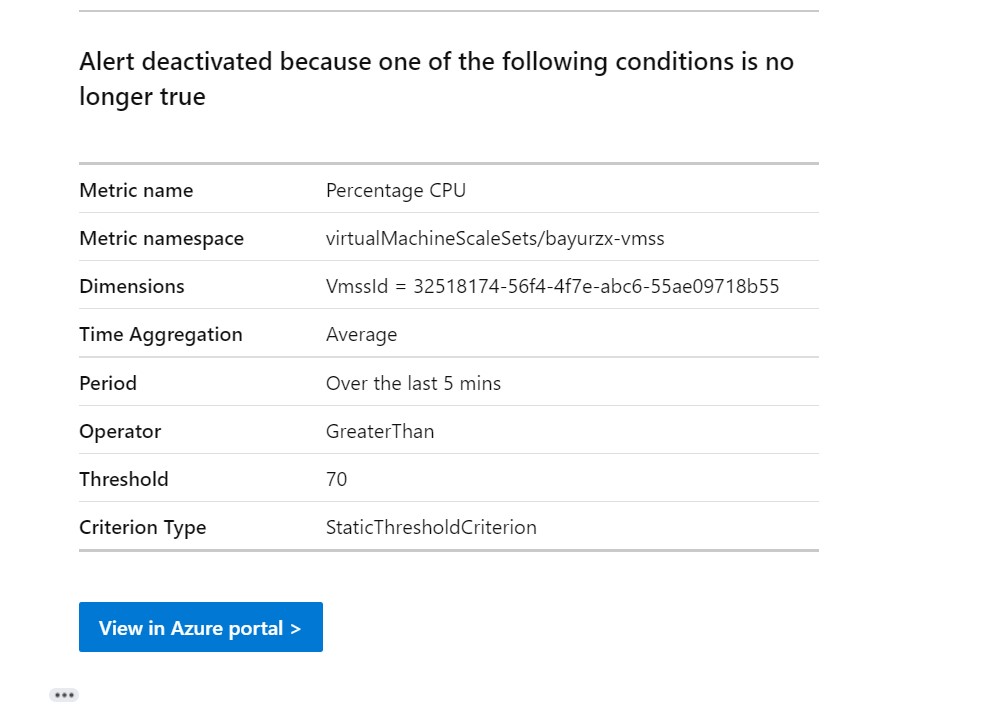 Alert deactivated because one of the following conditions is no
longer true
Metric name Percentage CPU
Metric namespace virtualMachineScaleSets/bayurzx-vmss
Dimensions VmssId = 32518174-56f4-4f7e-abc6-55ae09718b55
Time Aggregation Average
Period Over the last 5 mins
Operator GreaterThan
Threshold 70
Criterion Type StaticThresholdCriterion
View in Azure portal >